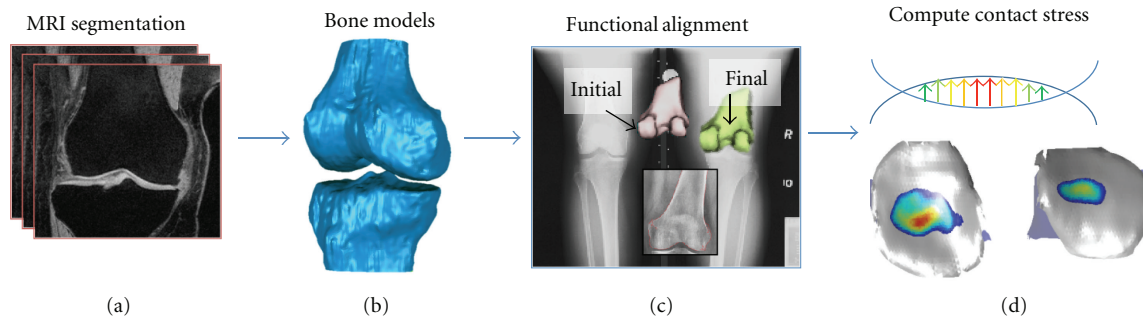 MRI segmentation
Bone models
Functional alignment
Compute contact stress
Initial
Final
R
(a)
(b)
(c)
(d)